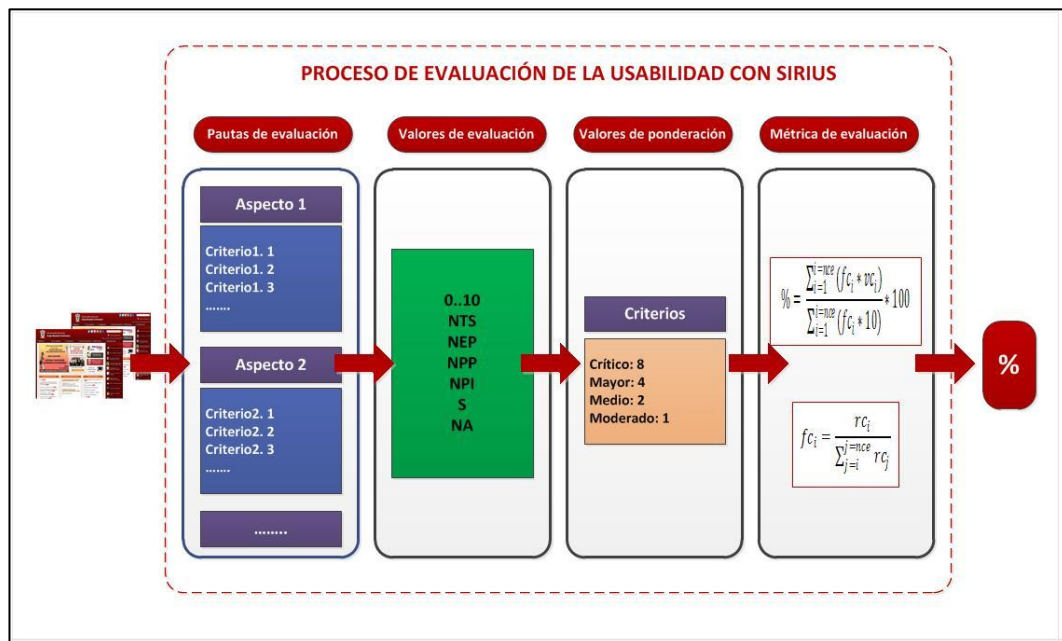 PROCESO DE EVALUACIÓN DE LA USABILIDAD CON SIRIUS
Pautas de evaluación
Valores de evaluación
Valores de ponderación
Métrica de evaluación
Aspecto 1
Criterio1. 1
Criterio1. 2
Criterio1. 3
.......
Aspecto 2
Criterio2. 1
Criterio2. 2
Criterio2. 3
.......
........
0..10
NTS
NEP
NPP
NPI
S
NA
Criterios
Crítico: 8
Mayor: 4
Medio: 2
Moderado: 1
% = ∑_{i=1}^{i=nce} (fc_i * vc_i) / ∑_{i=1}^{i=nce} (fc_i * 10) * 100
fc_i = rc_i / ∑_{j=i}^{j=nce} rc_j
%